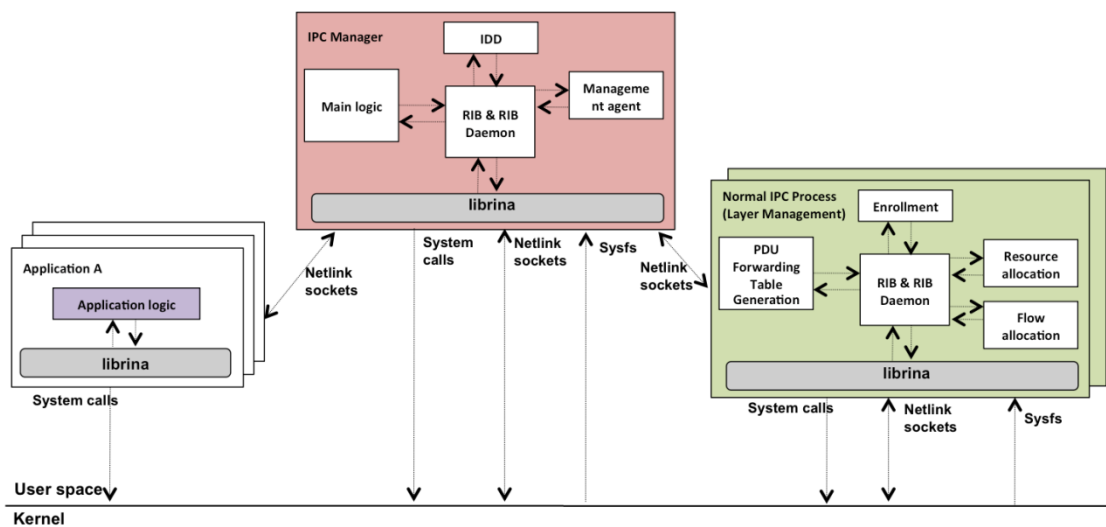 IPC Manager
IDD
Main logic
RIB & RIB
Daemon
Manageme
nt agent
librina
Normal IPC Process
(Layer Management)
Enrollment
PDU
Forwarding
Table
Generation
RIB & RIB
Daemon
Resource
allocation
Flow
allocation
librina
Application A
Application logic
librina
Netlink
sockets
System
calls
Netlink
sockets
Sysfs
Netlink
sockets
System calls
System calls
Netlink
sockets
Sysfs
User space
Kernel